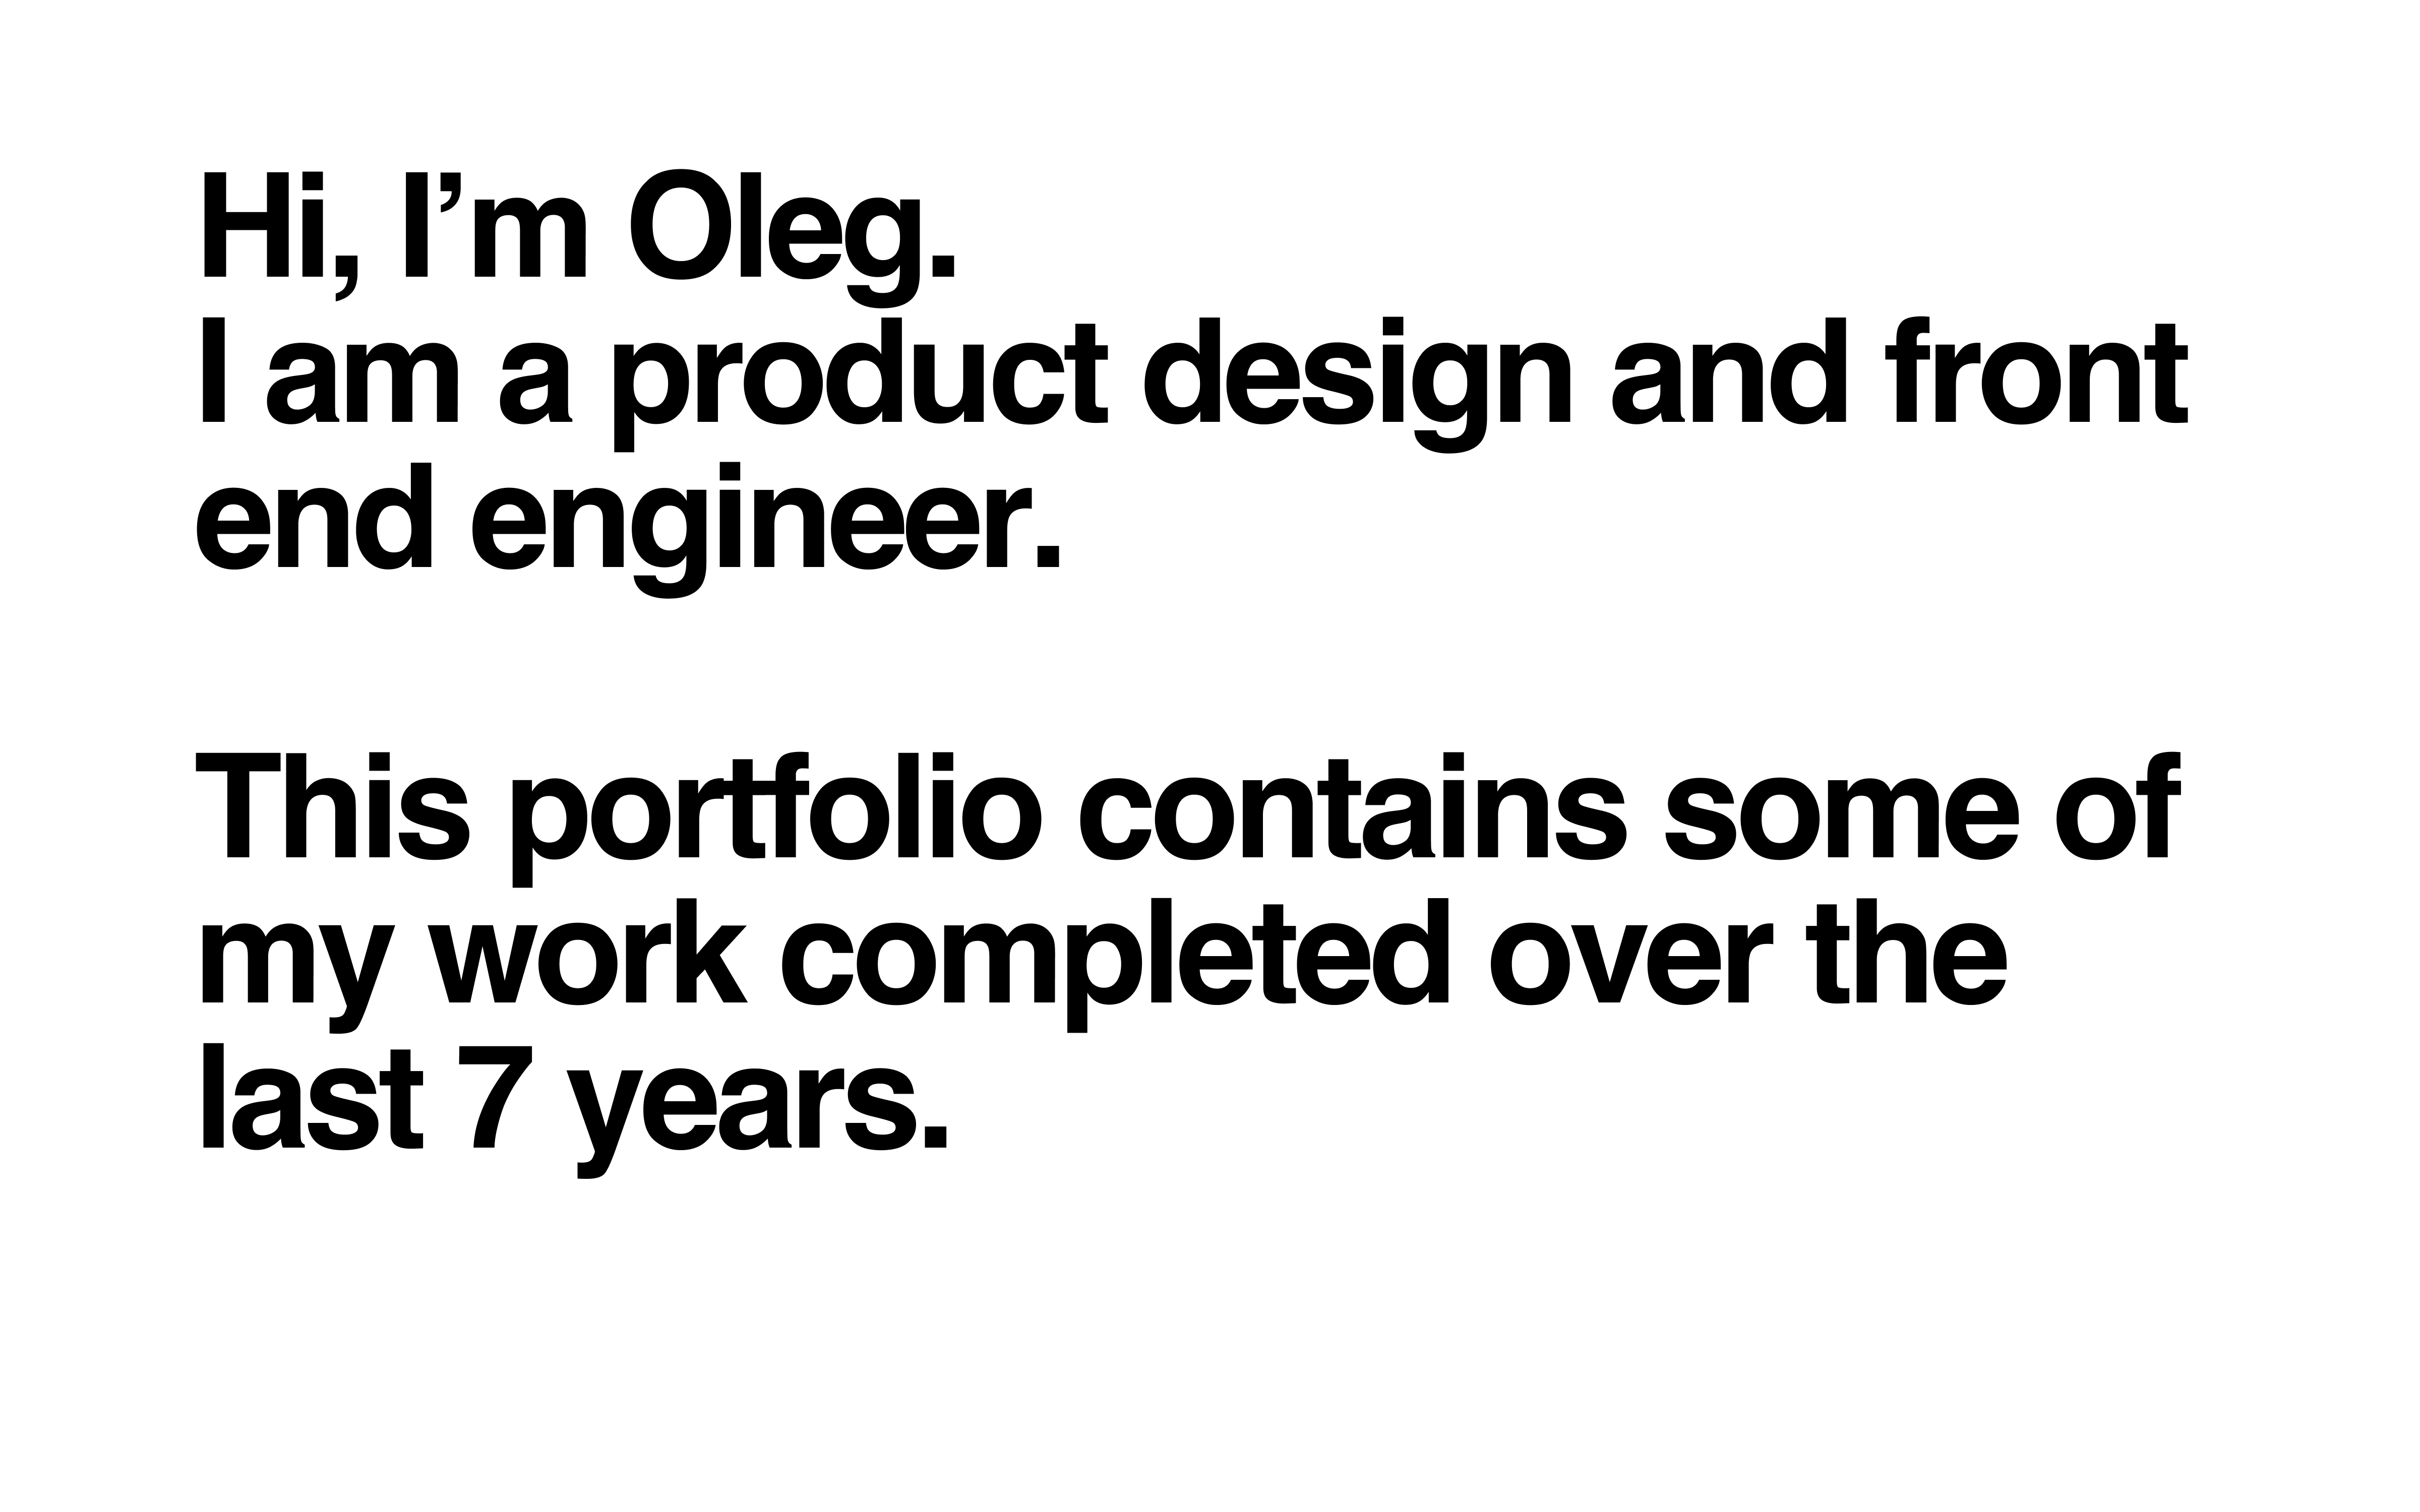 Hi, I’m Oleg.
I am a product design and front
end engineer.
This portfolio contains some of
my work completed over the
last 7 years.